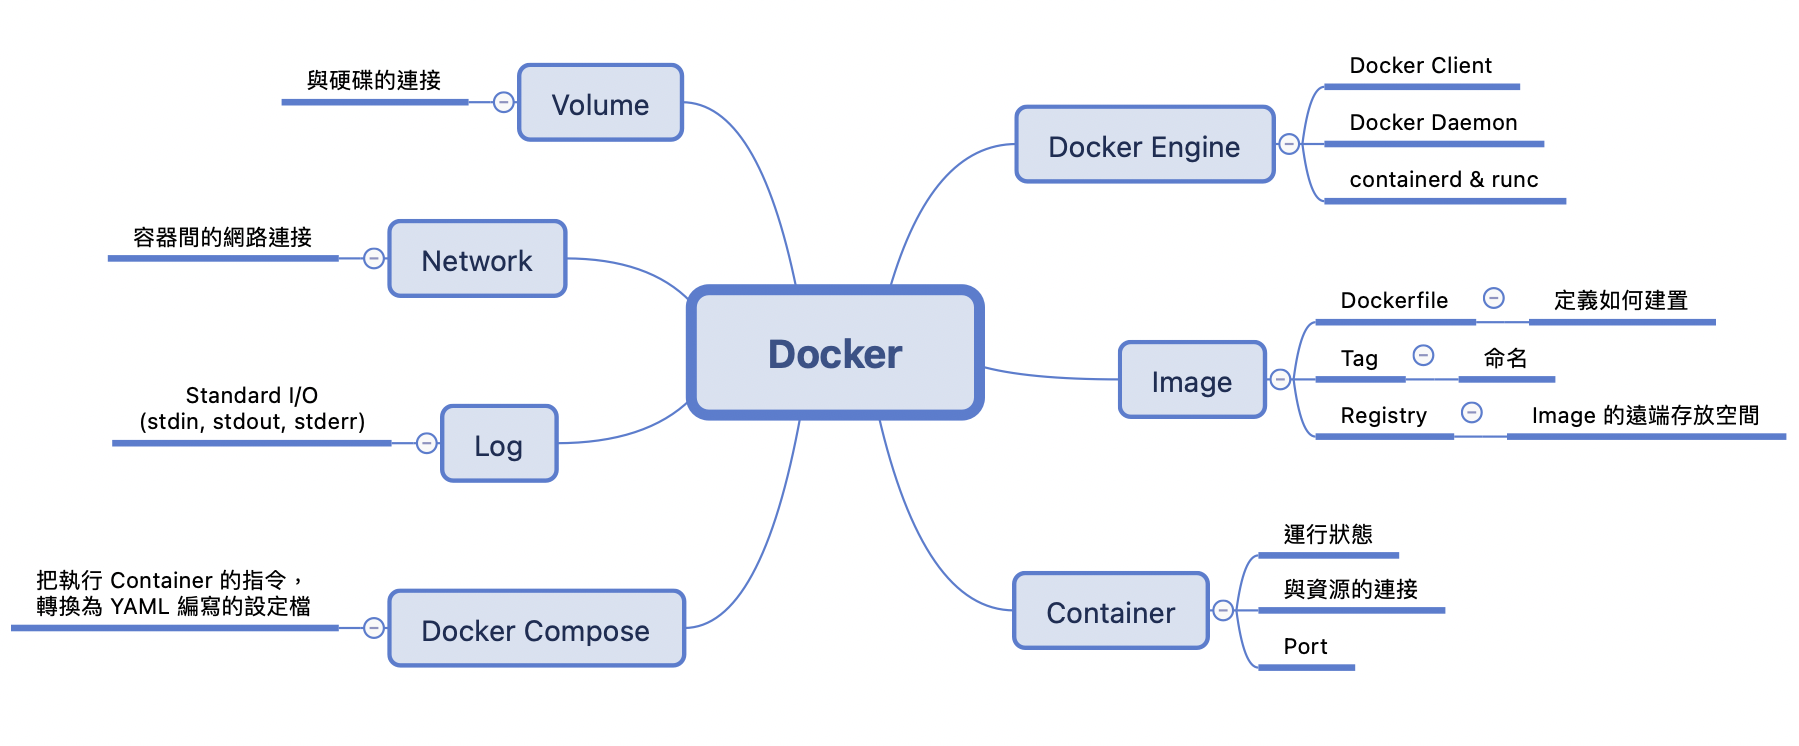 Docker
Docker Engine
Docker Client
Docker Daemon
containerd & runc
Image
Dockerfile
定義如何建置
Tag
命名
Registry
Image 的遠端存放空間
Container
運行狀態
與資源的連接
Port
Volume
與硬碟的連接
Network
容器間的網路連接
Log
Standard I/O
(stdin, stdout, stderr)
Docker Compose
把執行 Container 的指令，
轉換為 YAML 編寫的設定檔